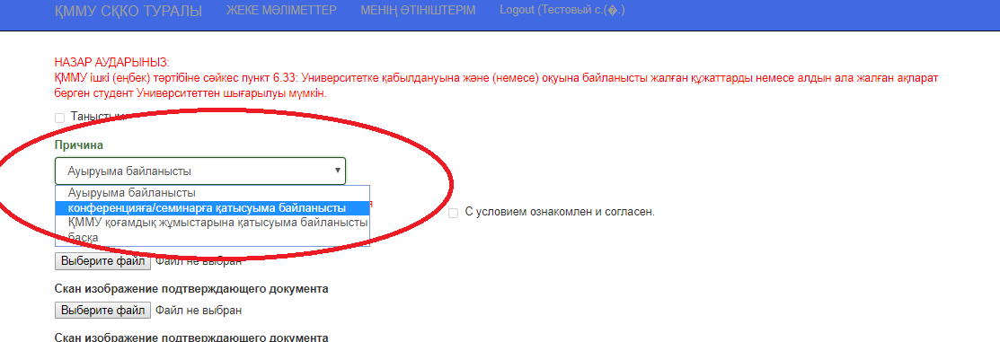 ҚММУ СҚКО ТУРАЛЫ ЖЕКЕ МӘЛІМЕТТЕР МЕНІҢ ӨТІНІШТЕРІМ Logout (Тестовый с.(�.)
НАЗАР АУДАРЫҢЫЗ:
ҚММУ ішкі (еңбек) тәртібіне сәйкес пункт 6.33: Университетке қабылдануына және (немесе) оқуына байланысты жалған құжаттарды немесе алдын ала жалған ақпарат
берген студент Университеттен шығарылуы мүмкін.
Причина
Ауыруыма байланысты
Ауыруыма байланысты
конференцияға/семинарға қатысуыма байланысты
С условием ознакомлен и согласен.
ҚММУ қоғамдық жұмыстарына қатысуыма байланысты
басқа
Выберите файл Файл не выбран
Скан изображение подтверждающего документа
Выберите файл Файл не выбран
Скан изображение подтверждающего документа